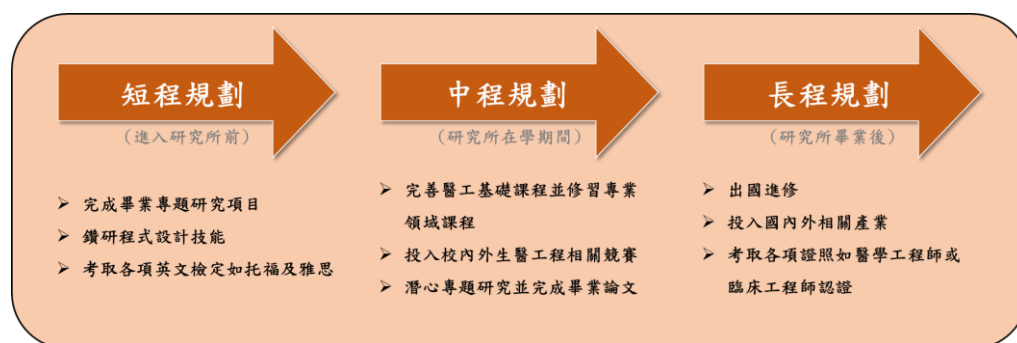 短程規劃
（進入研究所前）
➢ 完成畢業專題研究項目
➢ 鑽研程式設計技能
➢ 考取各項英文檢定如托福及雅思
中程規劃
（研究所在學期間）
➢ 完善醫工基礎課程並修習專業
領域課程
➢ 投入校內外生醫工程相關競賽
➢ 潛心專題研究並完成畢業論文
長程規劃
（研究所畢業後）
➢ 出國進修
➢ 投入國內外相關產業
➢ 考取各項證照如醫學工程師或
臨床工程師認證